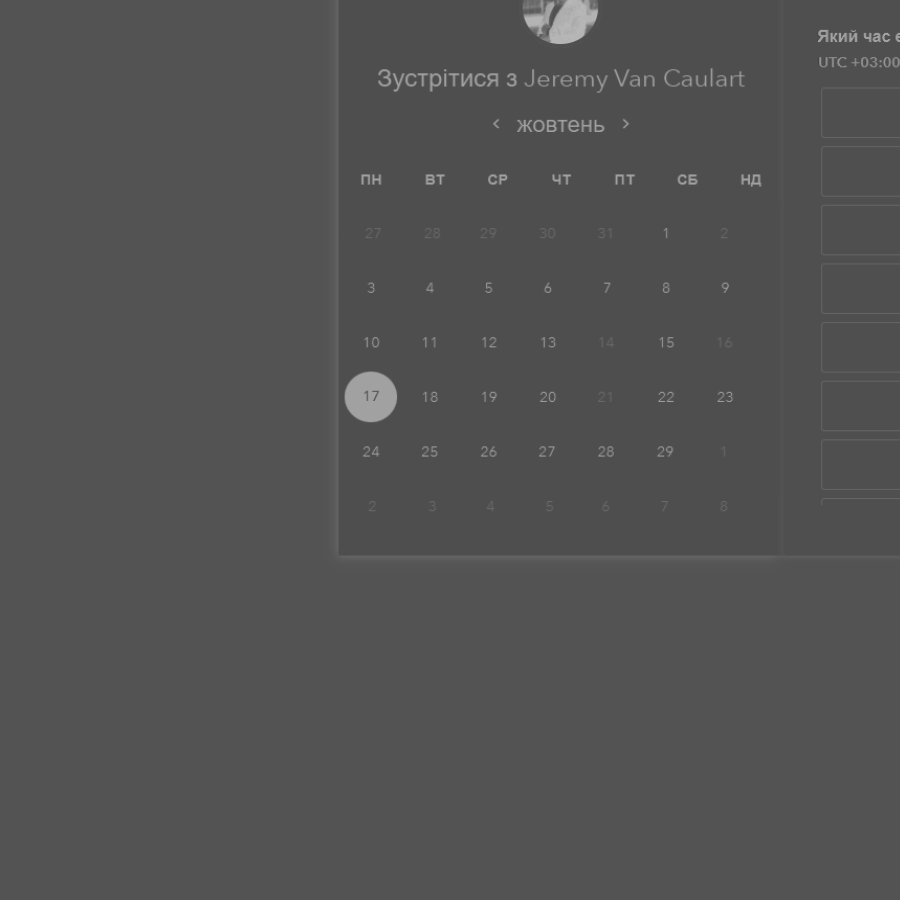 Який час
UTC +03:00
Зустрітися з Jeremy Van Caulart
жовтень
ПН ВТ СР ЧТ ПТ СБ НД
27 28 29 30 31 1 2
3 4 5 6 7 8 9
10 11 12 13 14 15 16
17 18 19 20 21 22 23
24 25 26 27 28 29 1
2 3 4 5 6 7 8